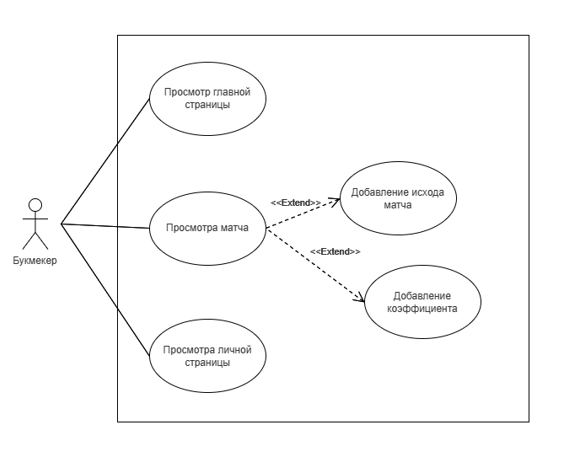 Просмотр главной
страницы
Букмекер
Просмотра матча
<<Extend>>
Добавление исхода
матча
<<Extend>>
Добавление
коэффициента
Просмотра личной
страницы